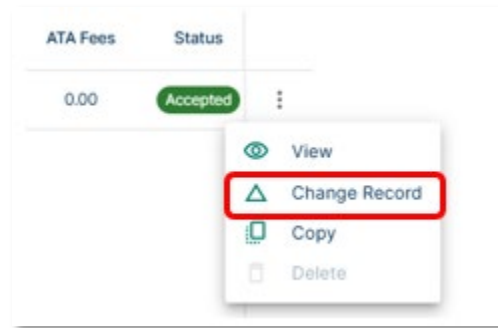 ATA Fees Status
0.00 Accepted
View
Change Record
Copy
Delete